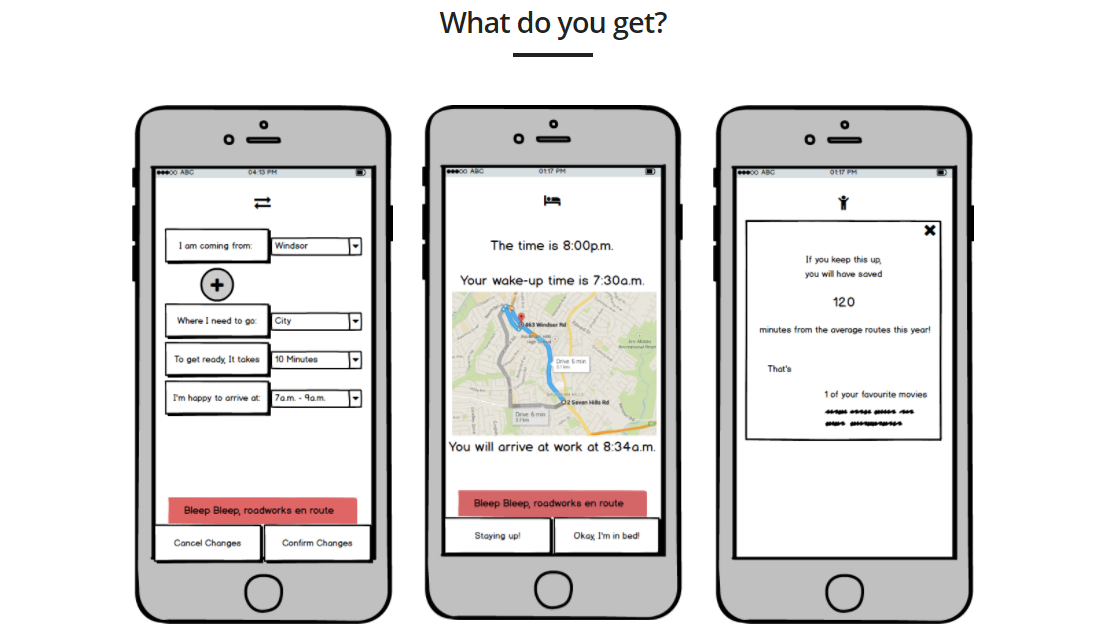 What do you get?
ABC 04:13 PM
I am coming from: Windsor
Where I need to go: City
To get ready, It takes 10 Minutes
I'm happy to arrive at: 7a.m. - 9a.m.
Bleep Bleep, roadworks en route
Cancel Changes Confirm Changes
ABC 01:17 PM
The time is 8:00p.m.
Your wake-up time is 7:30a.m.
463 Windsor Rd
Drive: 6 min
2 Seven Hills Rd
Drive: 6 min
You will arrive at work at 8:34a.m.
Bleep Bleep, roadworks en route
Staying up! Okay, I'm in bed!
ABC 01:17 PM
If you keep this up,
you will have saved
120
minutes from the average routes this year!
That's
1 of your favourite movies